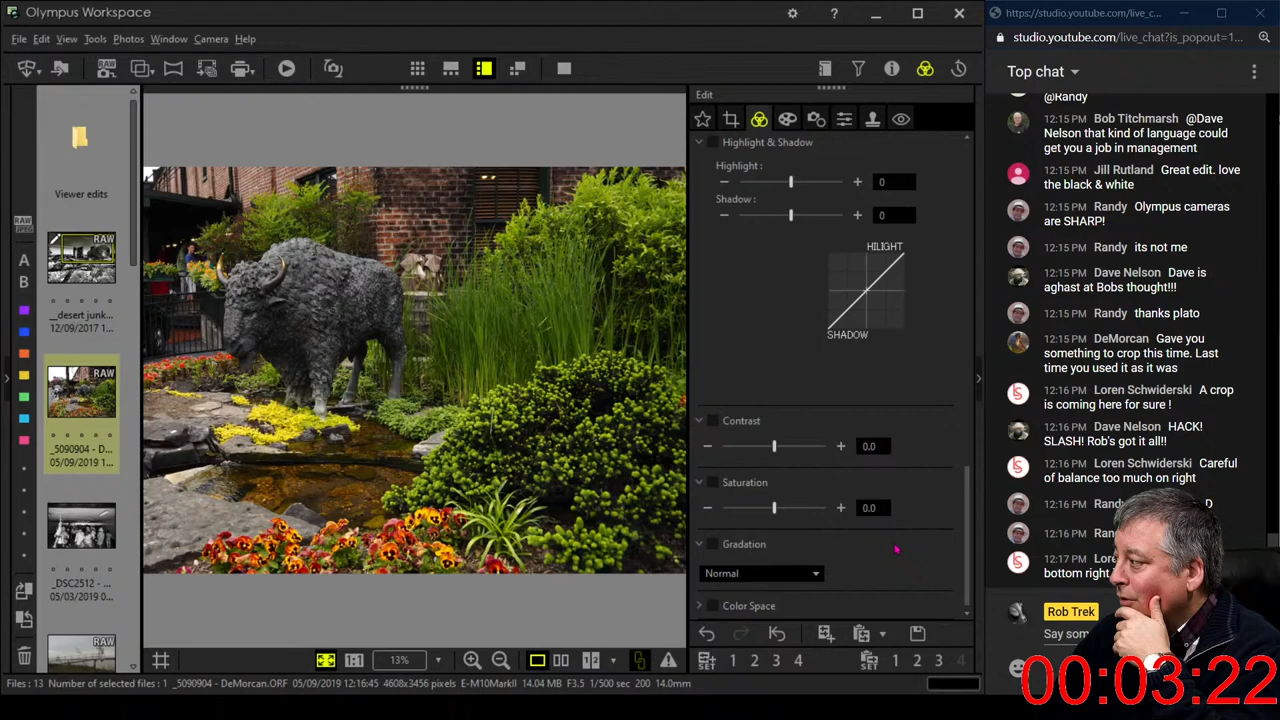 Olympus Workspace
File Edit View Tools Photos Window Camera Help
RAW
1:1
Viewer edits
RAW
__desert junk...
12/09/2017 1...
RAW
_5090904 - D...
05/09/2019 1...
_DSC2512 - ...
05/03/2019 0...
RAW
RAW
JPEG
A
B
Edit
Highlight & Shadow
Highlight :
0
Shadow :
0
HILIGHT
SHADOW
Contrast
0.0
Saturation
0.0
Gradation
Normal
Color Space
1:1 13%
1 2 3 4 1 2 3 4
Files : 13 Number of selected files : 1 _5090904 - DeMorcan.ORF 05/09/2019 12:16:45 4608x3456 pixels E-M10MarkII 14.04 MB F3.5 1/500 sec 200 14.0mm
https://studio.youtube.com/live_c...
studio.youtube.com/live_chat?is_popout=1...
Top chat
@Randy
12:15 PM Bob Titchmarsh @Dave
Nelson that kind of language could
get you a job in management
12:15 PM Jill Rutland Great edit. love
the black & white
12:15 PM Randy Olympus cameras
are SHARP!
12:15 PM Randy its not me
12:15 PM Dave Nelson Dave is
aghast at Bobs thought!!!
12:15 PM Randy thanks plato
12:15 PM DeMorcan Gave you
something to crop this time. Last
time you used it as it was
12:16 PM Loren Schwiderski A crop
is coming here for sure !
12:16 PM Dave Nelson HACK!
SLASH! Rob's got it all!!
12:16 PM Loren Schwiderski Careful
of balance too much on right
12:16 PM Rand D
12:16 PM Rand
12:17 PM Lore
bottom right
Rob Trek
Say som
00:03:22